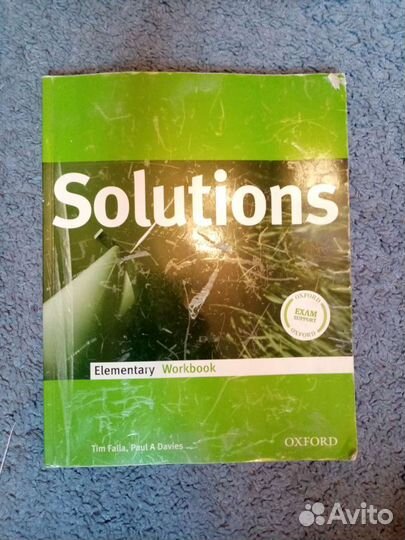 Solutions
OXFORD
EXAM
SUPPORT
OXFORD
Elementary Workbook
Tim Falla, Paul A Davies
OXFORD
Avito